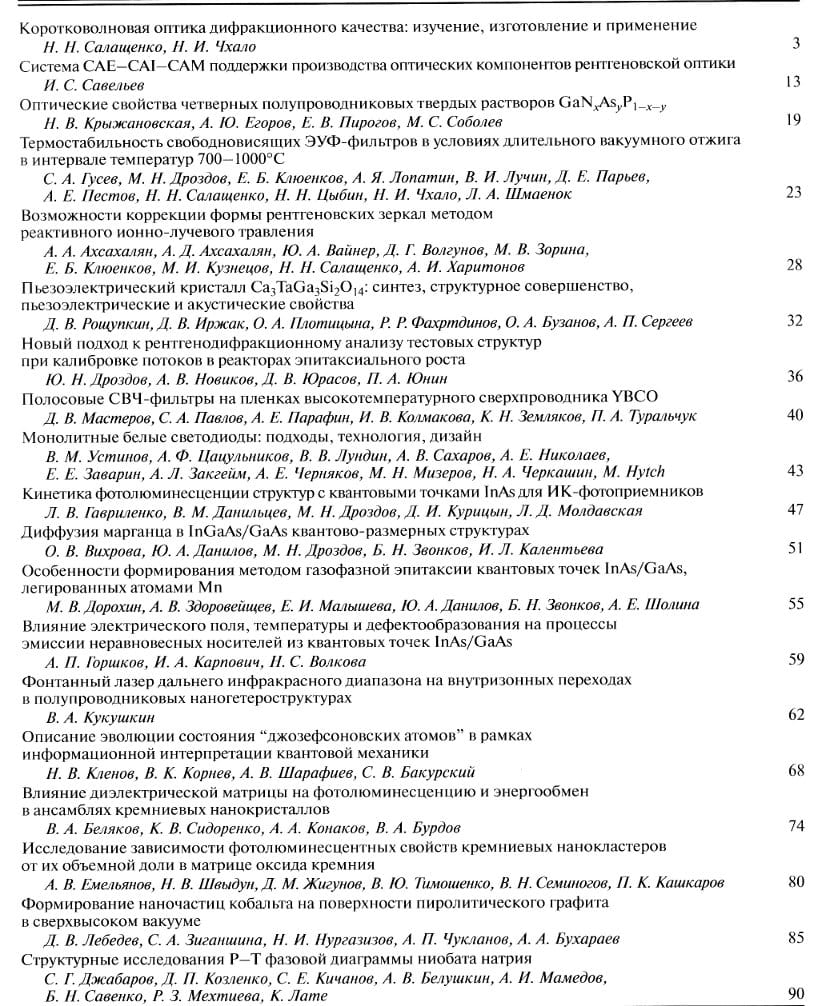 Коротковолновая оптика дифракционного качества: изучение, изготовление и применение
Н. Н. Салащенко, Н. И. Чхало 3
Система CAE–CAI–CAM поддержки производства оптических компонентов рентгеновской оптики
И. С. Савельев 13
Оптические свойства четверных полупроводниковых твердых растворов GaNxAsyP1–x–y
Н. В. Крыжановская, А. Ю. Егоров, Е. В. Пирогов, М. С. Соболев 19
Термостабильность свободновисящих ЭУФ-фильтров в условиях длительного вакуумного отжига
в интервале температур 700–1000°С
С. А. Гусев, М. Н. Дроздов, Е. Б. Клюенков, А. Я. Лопатин, В. И. Лучин, Д. Е. Парьев,
А. Е. Пестов, Н. Н. Салащенко, Н. Н. Цыбин, Н. И. Чхало, Л. А. Шмаенок 23
Возможности коррекции формы рентгеновских зеркал методом
реактивного ионно-лучевого травления
А. А. Ахсахалян, А. Д. Ахсахалян, Ю. А. Вайнер, Д. Г. Волгунов, М. В. Зорина,
Е. Б. Клюенков, М. И. Кузнецов, Н. Н. Салащенко, А. И. Харитонов 28
Пьезоэлектрический кристалл Ca3TaGa3Si2O14: синтез, структурное совершенство,
пьезоэлектрические и акустические свойства
Д. В. Рощупкин, Д. В. Иржак, О. А. Плотицына, Р. Р. Фахртдинов, О. А. Бузанов, А. П. Сергеев 32
Новый подход к рентгенодифракционному анализу тестовых структур
при калибровке потоков в реакторах эпитаксиального роста
Ю. Н. Дроздов, А. В. Новиков, Д. В. Юрасов, П. А. Юнин 36
Полосовые СВЧ-фильтры на пленках высокотемпературного сверхпроводника YBCO
Д. В. Мастеров, С. А. Павлов, А. Е. Парафин, И. В. Колмакова, К. Н. Земляков, П. А. Туральчук 40
Монолитные белые светодиоды: подходы, технология, дизайн
В. М. Устинов, А. Ф. Цацульников, В. В. Лундин, А. В. Сахаров, А. Е. Николаев,
Е. Е. Заварин, А. Л. Закгейм, А. Е. Черняков, М. Н. Мизеров, Н. А. Черкашин, M. Hytch 43
Кинетика фотолюминесценции структур с квантовыми точками InAs для ИК-фотоприемников
Л. В. Гавриленко, В. М. Данильцев, М. Н. Дроздов, Д. И. Курицын, Л. Д. Молдавская 47
Диффузия марганца в InGaAs/GaAs квантово-размерных структурах
О. В. Вихрова, Ю. А. Данилов, М. Н. Дроздов, Б. Н. Звонков, И. Л. Калентьева 51
Особенности формирования методом газофазной эпитаксии квантовых точек InAs/GaAs,
легированных атомами Mn
М. В. Дорохин, А. В. Здоровейщев, Е. И. Малышева, Ю. А. Данилов, Б. Н. Звонков, А. Е. Шолина 55
Влияние электрического поля, температуры и дефектообразования на процессы
эмиссии неравновесных носителей из квантовых точек InAs/GaAs
А. П. Горшков, И. А. Карпович, Н. С. Волкова 59
Фонтанный лазер дальнего инфракрасного диапазона на внутризонных переходах
в полупроводниковых наногетероструктурах
В. А. Кукушкин 62
Описание эволюции состояния “джозефсоновских атомов” в рамках
информационной интерпретации квантовой механики
Н. В. Кленов, В. К. Корнев, А. В. Шарафиев, С. В. Бакурский 68
Влияние диэлектрической матрицы на фотолюминесценцию и энергообмен
в ансамблях кремниевых нанокристаллов
В. А. Беляков, К. В. Сидоренко, А. А. Конаков, В. А. Бурдов 74
Исследование зависимости фотолюминесцентных свойств кремниевых нанокластеров
от их объемной доли в матрице оксида кремния
А. В. Емельянов, Н. В. Швыдун, Д. М. Жигунов, В. Ю. Тимошенко, В. Н. Семиногов, П. К. Кашкаров 80
Формирование наночастиц кобальта на поверхности пиролитического графита
в сверхвысоком вакууме
Д. В. Лебедев, С. А. Зиганшина, Н. И. Нургазизов, А. П. Чукланов, А. А. Бухараев 85
Структурные исследования P–T фазовой диаграммы ниобата натрия
С. Г. Джабаров, Д. П. Козленко, С. Е. Кичанов, А. В. Белушкин, А. И. Мамедов,
Б. Н. Савенко, Р. З. Мехтиева, К. Лате 90